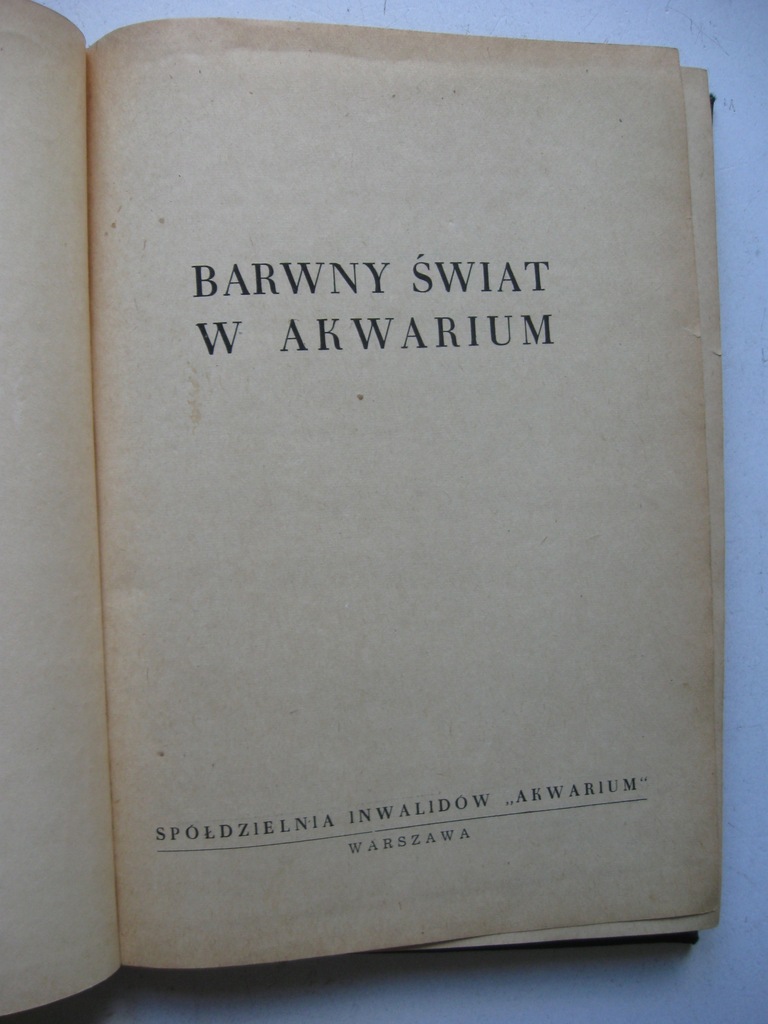 BARWNY ŚWIAT
W AKWARIUM
SPÓŁDZIELNIA INWALIDÓW „AKWARIUM“
WARSZAWA